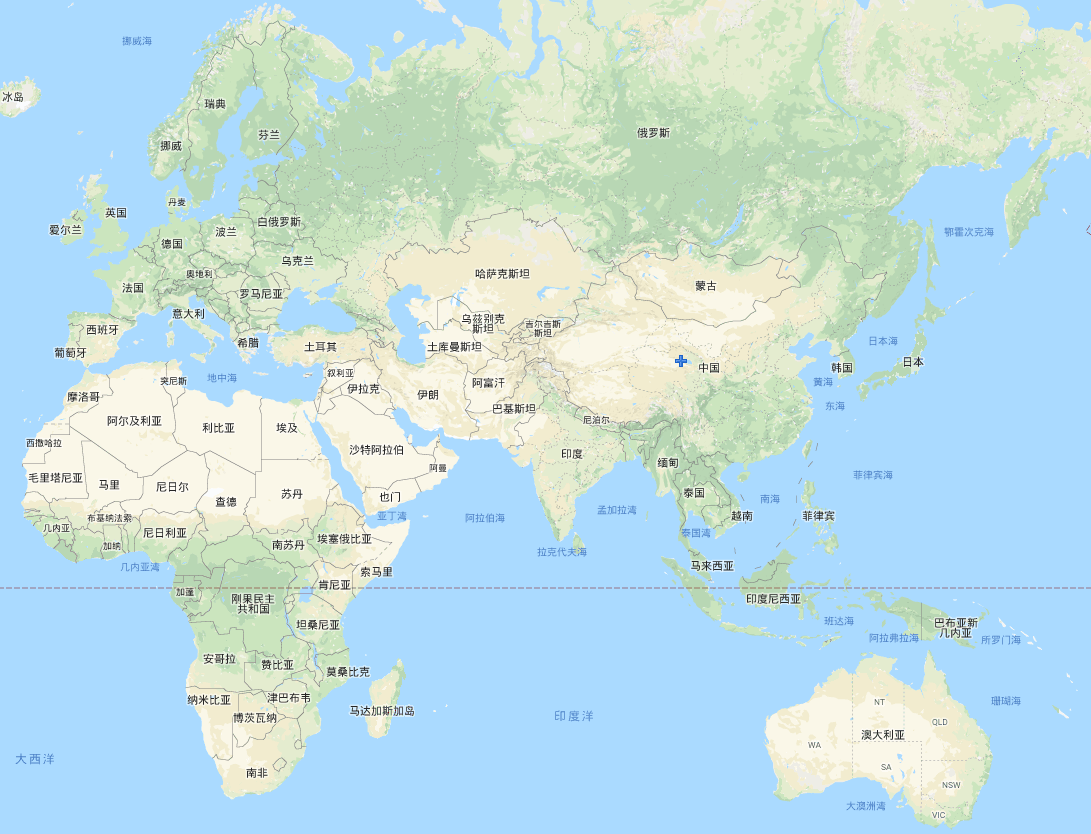 挪威海
冰岛
瑞典
芬兰
俄罗斯
挪威
丹麦
英国
爱尔兰
白俄罗斯
波兰
德国
鄂霍次克海
乌克兰
奥地利
哈萨克斯坦
法国
罗马尼亚
蒙古
意大利
乌兹别克
斯坦
吉尔吉斯
斯坦
西班牙
希腊
土耳其
土库曼斯坦
日本海
葡萄牙
中国
韩国
日本
突尼斯
地中海
叙利亚
伊拉克
阿富汗
黄海
摩洛哥
伊朗
巴基斯坦
东海
阿尔及利亚
利比亚
埃及
尼泊尔
西撒哈拉
沙特阿拉伯
印度
缅甸
阿曼
毛里塔尼亚
马里
尼日尔
苏丹
也门
泰国
南海
菲律宾海
查德
布基纳法索
亚丁湾
阿拉伯海
孟加拉湾
越南
菲律宾
几内亚
尼日利亚
埃塞俄比亚
泰国湾
加纳
南苏丹
拉克代夫海
几内亚湾
索马里
马来西亚
肯尼亚
加蓬
刚果民主
共和国
印度尼西亚
坦桑尼亚
班达海
巴布亚新
几内亚
阿拉弗拉海
所罗门海
安哥拉
赞比亚
莫桑比克
纳米比亚
津巴布韦
马达加斯加岛
博茨瓦纳
印度洋
NT
珊瑚海
QLD
澳大利亚
WA
大西洋
SA
南非
NSW
大澳洲湾
VIC